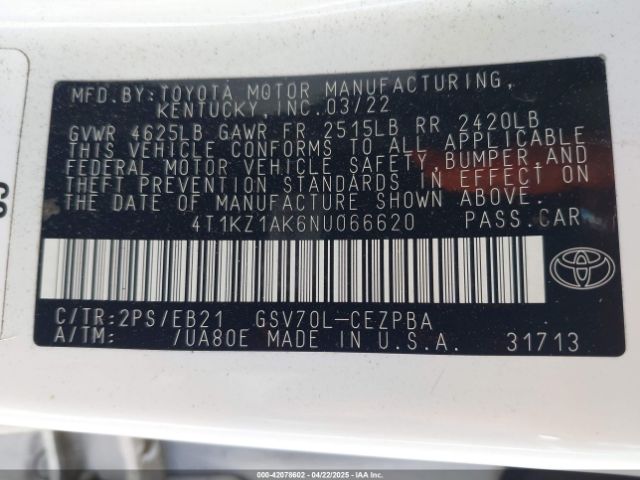 MFD.BY:TOYOTA MOTOR MANUFACTURING,
KENTUCKY,INC.03/22
GVWR 4625LB GAWR FR 2515LB RR 2420LB
THIS VEHICLE CONFORMS TO ALL APPLICABLE
FEDERAL MOTOR VEHICLE SAFETY, BUMPER,AND
THEFT PREVENTION STANDARDS IN EFFECT ON
THE DATE OF MANUFACTURE SHOWN ABOVE.
4T1KZ1AK6NU066620 PASS.CAR
C/TR:2PS/EB21 GSV70L-CEZPBA
A/TM: /UA80E MADE IN U.S.A. 31713
000-42078602 - 04/22/2025 - IAAI.COM